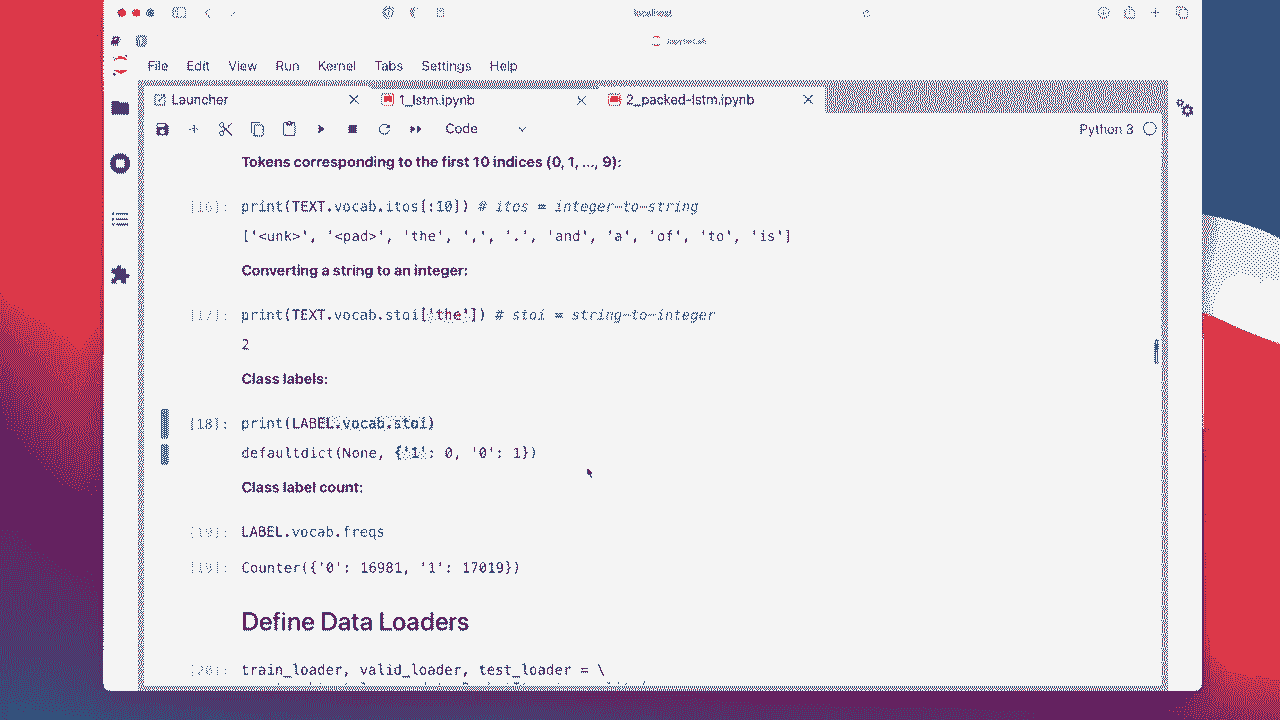 localhost
JupyterLab
File Edit View Run Kernel Tabs Settings Help
Launcher 1_lstm.ipynb 2_packed-lstm.ipynb
Code Python 3
Tokens corresponding to the first 10 indices (0, 1, ..., 9):
[16]: print(TEXT.vocab.itos[:10]) # itos = integer-to-string
['<unk>', '<pad>', 'the', ',', '.', 'and', 'a', 'of', 'to', 'is']
Converting a string to an integer:
[17]: print(TEXT.vocab.stoi['the']) # stoi = string-to-integer
2
Class labels:
[18]: print(LABEL.vocab.stoi)
defaultdict(None, {'1': 0, '0': 1})
Class label count:
[19]: LABEL.vocab.freqs
[19]: Counter({'0': 16981, '1': 17019})
Define Data Loaders
[20]: train_loader, valid_loader, test_loader = \